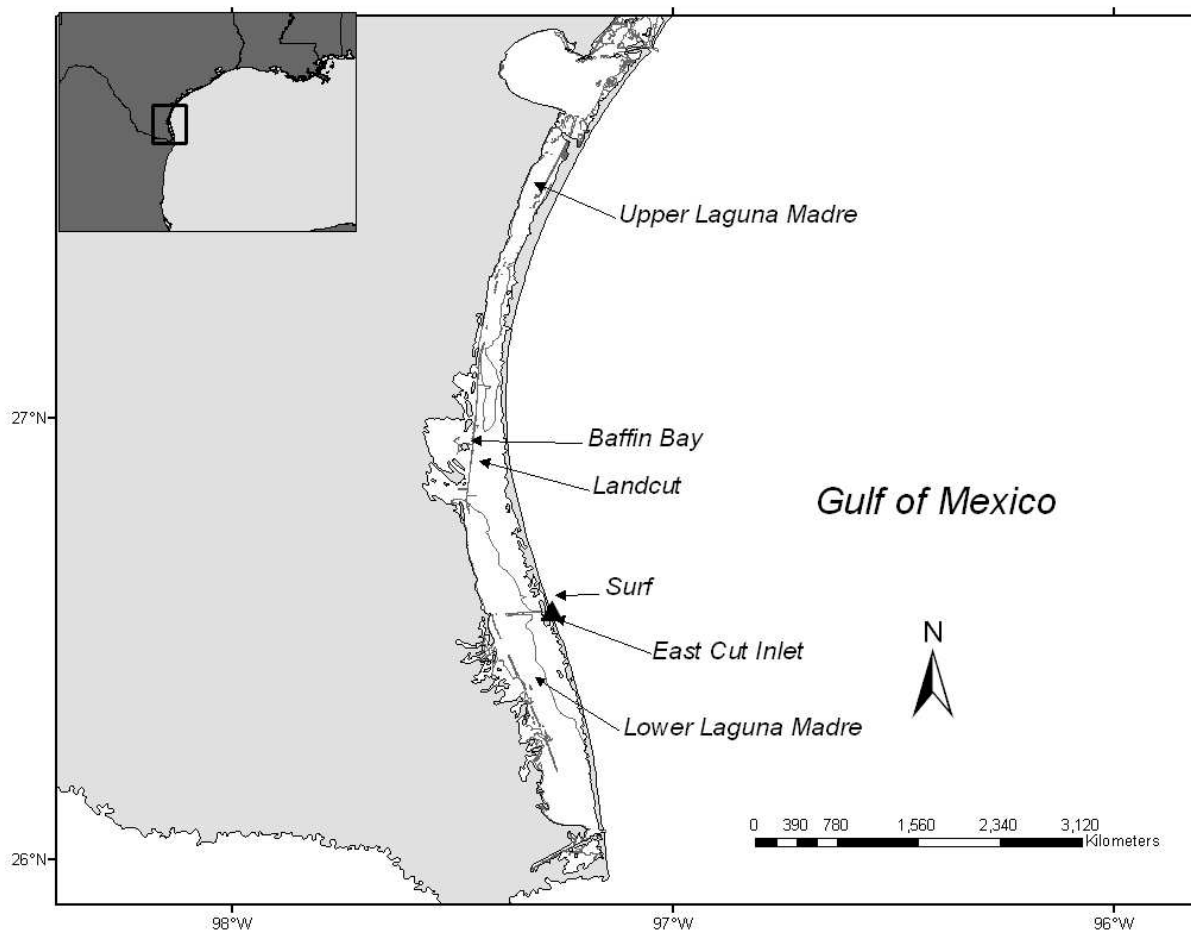 Upper Laguna Madre
27°N
Baffin Bay
Landcut
Gulf of Mexico
Surf
East Cut Inlet
N
Lower Laguna Madre
0 390 780 1,560 2,340 3,120
Kilometers
26°N
98°W 97°W 96°W